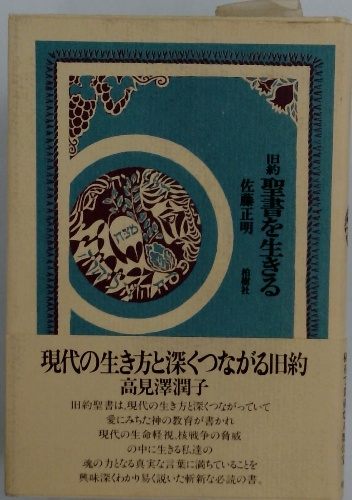 旧約
聖書を生きる
佐藤正明
柏樹社
現代の生き方と深くつながる旧約
高見澤潤子
旧約聖書は、現代の生き方と深くつながっていて
愛にみちた神の教育が書かれ
現代の生命軽視、核戦争の脅威
の中に生きる私達の
魂の力となる真実な言葉に満ちていることを
興味深くわかり易く説いた斬新な必読の書。